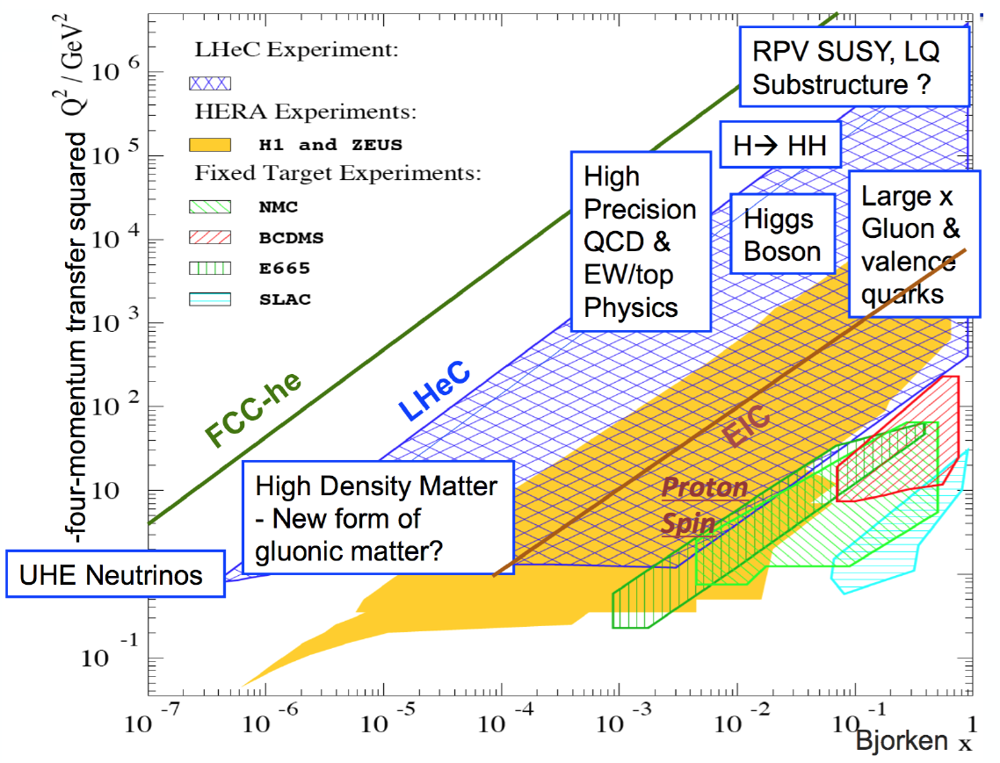 -four-momentum transfer squared Q2 / GeV2
10 6
10 5
10 4
10 3
10 2
10
10 -1
LHeC Experiment:
HERA Experiments:
H1 and ZEUS
Fixed Target Experiments:
NMC
BCDMS
E665
SLAC
RPV SUSY, LQ
Substructure ?
H→ HH
High
Precision
QCD &
EW/top
Physics
Higgs
Boson
Large x
Gluon &
valence
quarks
FCC-he
LHeC
EIC
Proton
Spin
High Density Matter
- New form of
gluonic matter?
UHE Neutrinos
10 -7
10 -6
10 -5
10 -4
10 -3
10 -2
10 -1
1
Bjorken x